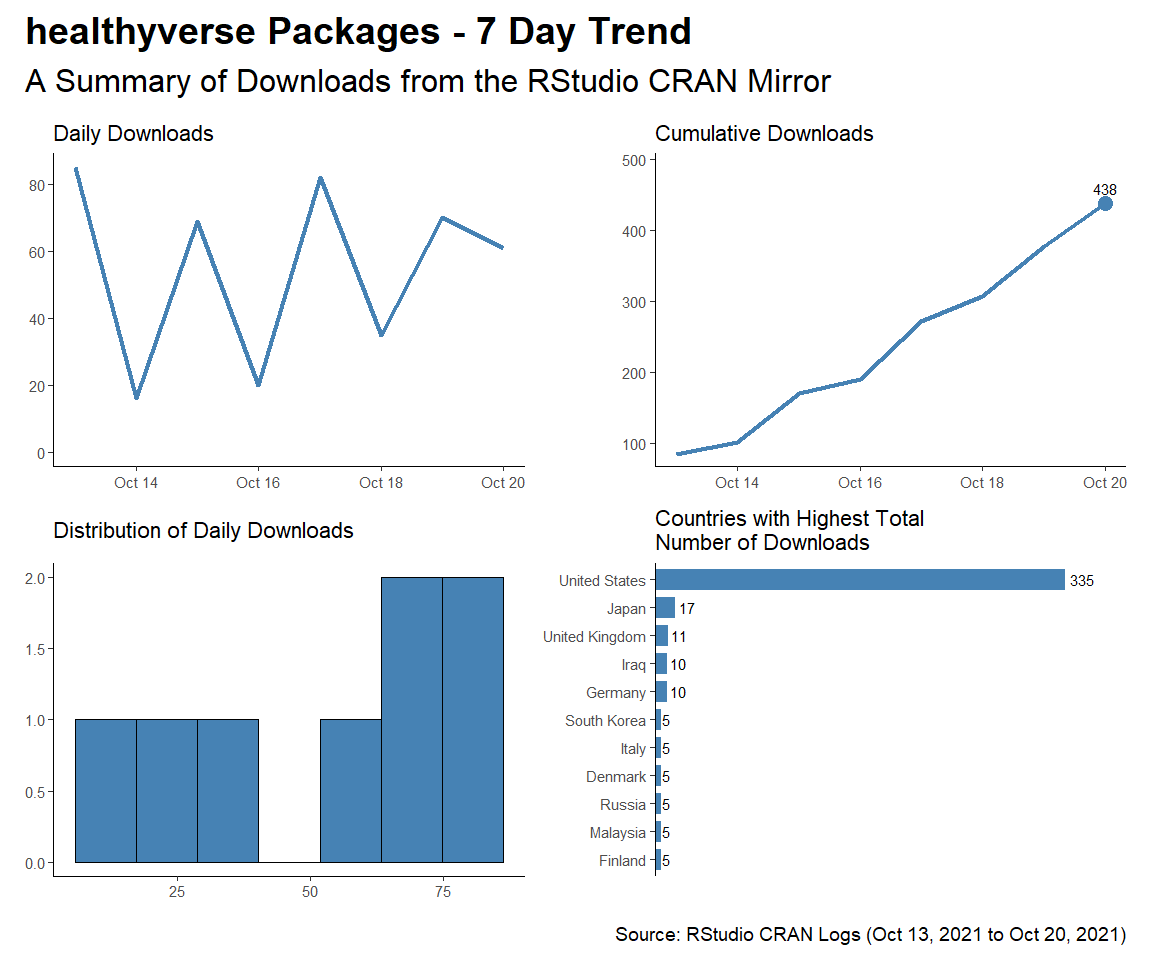 healthyverse Packages - 7 Day Trend
A Summary of Downloads from the RStudio CRAN Mirror
Daily Downloads
80
60
40
20
0
Oct 14 Oct 16 Oct 18 Oct 20
Cumulative Downloads
500
400
300
200
100
438
Oct 14 Oct 16 Oct 18 Oct 20
Distribution of Daily Downloads
2.0
1.5
1.0
0.5
0.0
25 50 75
Countries with Highest Total
Number of Downloads
United States 335
Japan 17
United Kingdom 11
Iraq 10
Germany 10
South Korea 5
Italy 5
Denmark 5
Russia 5
Malaysia 5
Finland 5
Source: RStudio CRAN Logs (Oct 13, 2021 to Oct 20, 2021)